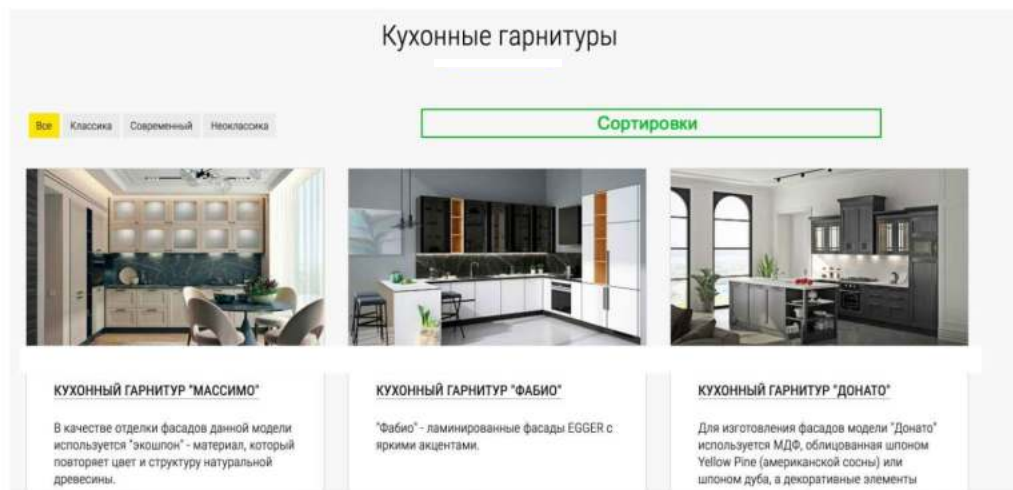 Кухонные гарнитуры
Все Классика Современный Неоклассика
Сортировки
КУХОННЫЙ ГАРНИТУР "МАССИМО"
В качестве отделки фасадов данной модели
используется "экошпон" - материал, который
повторяет цвет и структуру натуральной
древесины.
КУХОННЫЙ ГАРНИТУР "ФАБИО"
"Фабио" - ламинированные фасады EGGER с
яркими акцентами.
КУХОННЫЙ ГАРНИТУР "ДОНАТО"
Для изготовления фасадов модели "Донато"
используется МДФ, облицованная шпоном
Yellow Pine (американской сосны) или
шпоном дуба, а декоративные элементы